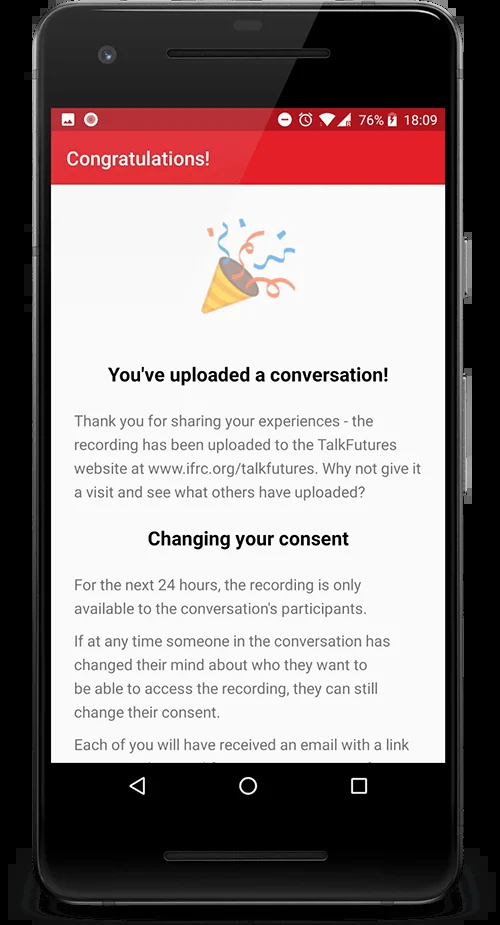 76% 18:09
Congratulations!
You've uploaded a conversation!
Thank you for sharing your experiences - the
recording has been uploaded to the TalkFutures
website at www.ifrc.org/talkfutures. Why not give it
a visit and see what others have uploaded?
Changing your consent
For the next 24 hours, the recording is only
available to the conversation's participants.
If at any time someone in the conversation has
changed their mind about who they want to
be able to access the recording, they can still
change their consent.
Each of you will have received an email with a link